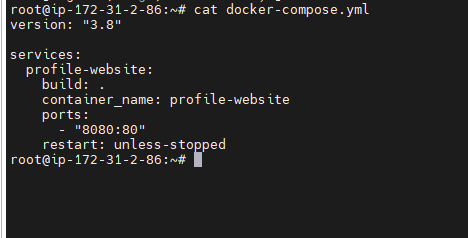 root@ip-172-31-2-86:~# cat docker-compose.yml
version: "3.8"

services:
  profile-website:
    build: .
    container_name: profile-website
    ports:
      - "8080:80"
    restart: unless-stopped
root@ip-172-31-2-86:~#